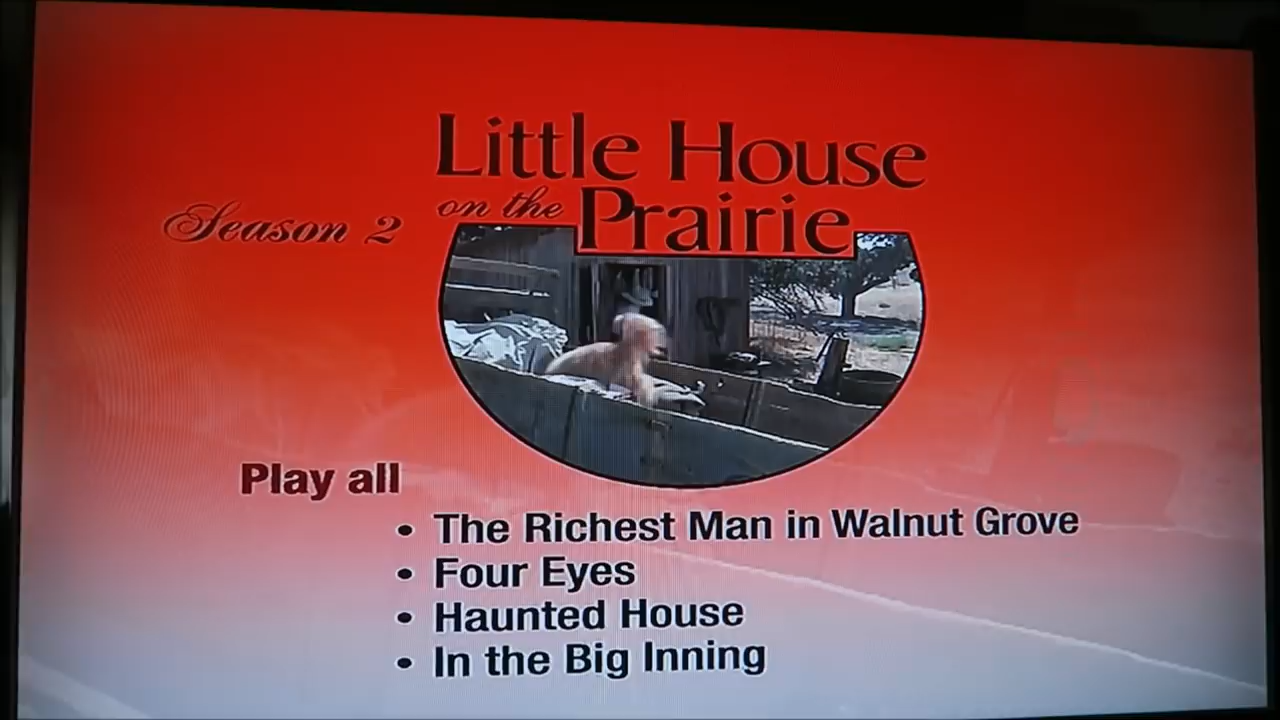 Little House
on the Prairie
Season 2
Play all
• The Richest Man in Walnut Grove
• Four Eyes
• Haunted House
• In the Big Inning